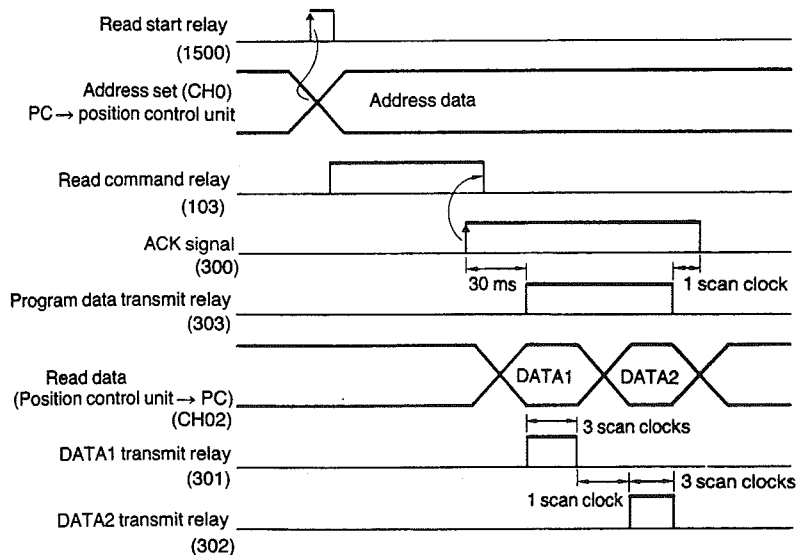 Read start relay
(1500)
Address set (CH0)
PC → position control unit
Address data
Read command relay
(103)
ACK signal
(300)
30 ms
1 scan clock
Program data transmit relay
(303)
Read data
(Position control unit → PC)
(CH02)
DATA1
DATA2
3 scan clocks
DATA1 transmit relay
(301)
1 scan clock
3 scan clocks
DATA2 transmit relay
(302)